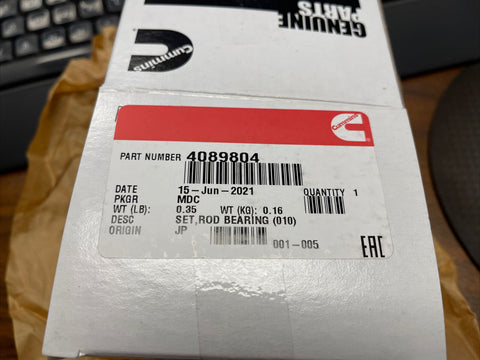 GENUINE
PARTS
Cummins
Cummins
PART NUMBER 4089804
DATE 15-Jun-2021 QUANTITY 1
PKGR MDC
WT (LB): 0.35 WT (KG): 0.16
DESC SET,ROD BEARING (010)
ORIGIN JP
001-005
EAC